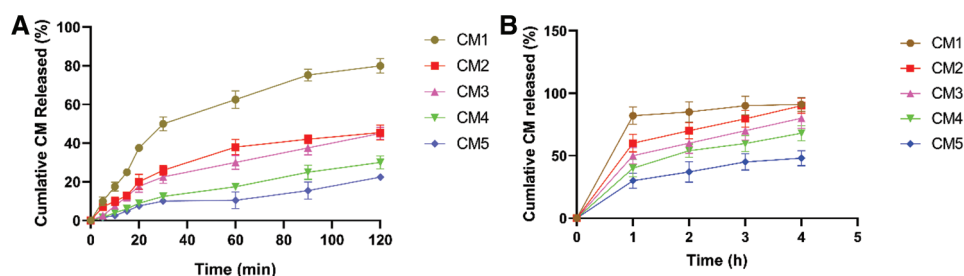 A
Cumlative CM Released (%)
100
80
60
40
20
0
0 20 40 60 80 100 120
Time (min)
CM1
CM2
CM3
CM4
CM5
B
Cumlative CM released (%)
150
100
50
0
0 1 2 3 4 5
Time (h)
CM1
CM2
CM3
CM4
CM5